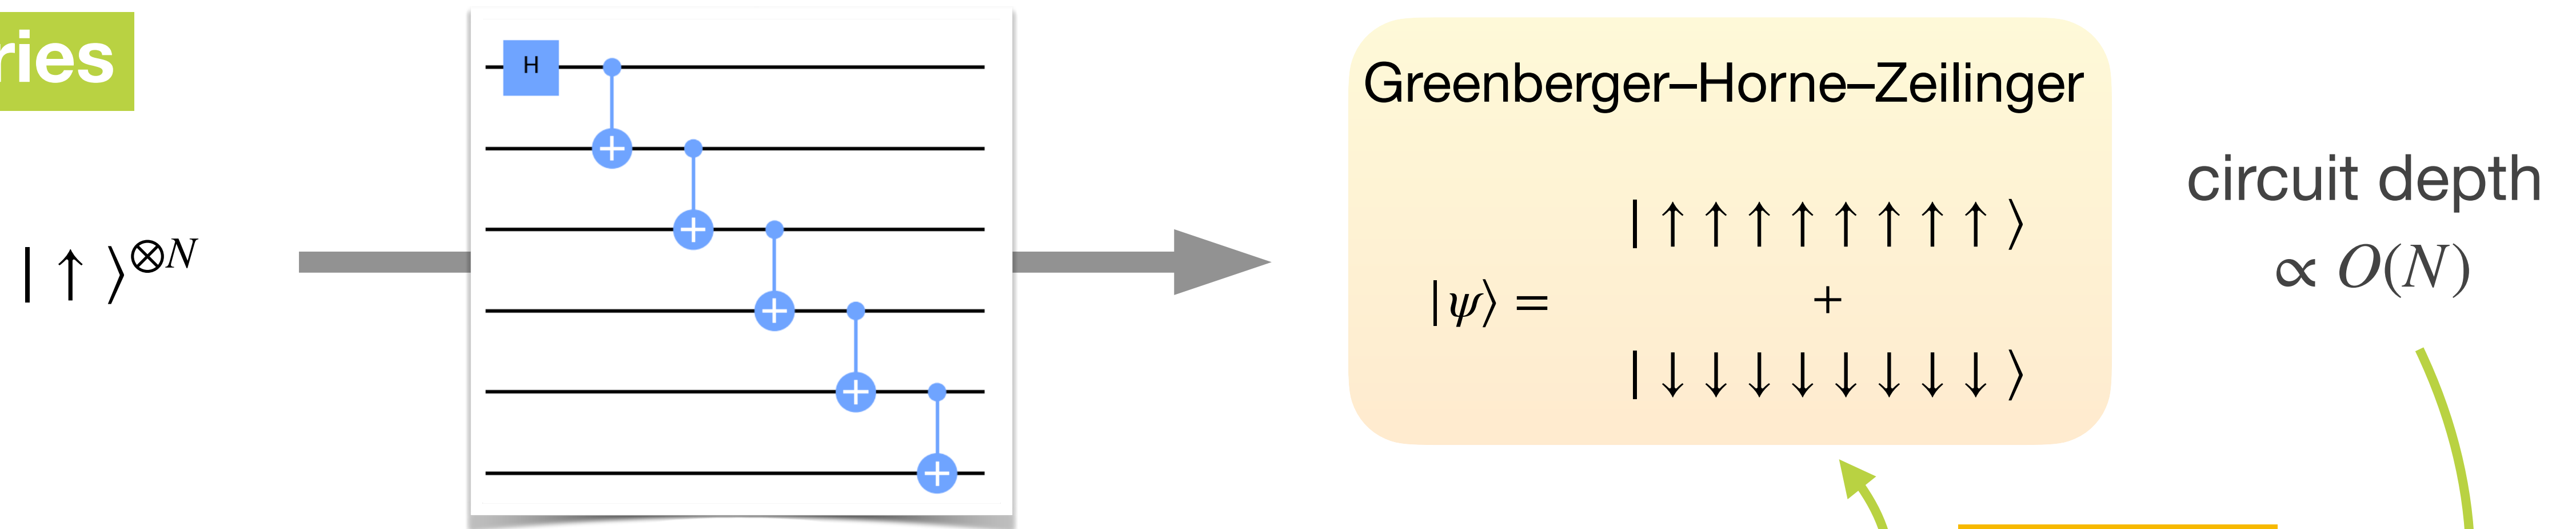 ries
| ↑ ⟩⊗N
H
Greenberger–Horne–Zeilinger
| ↑ ↑ ↑ ↑ ↑ ↑ ↑ ↑ ⟩
|ψ⟩ =
+
| ↓ ↓ ↓ ↓ ↓ ↓ ↓ ↓ ⟩
circuit depth
∝ O(N)